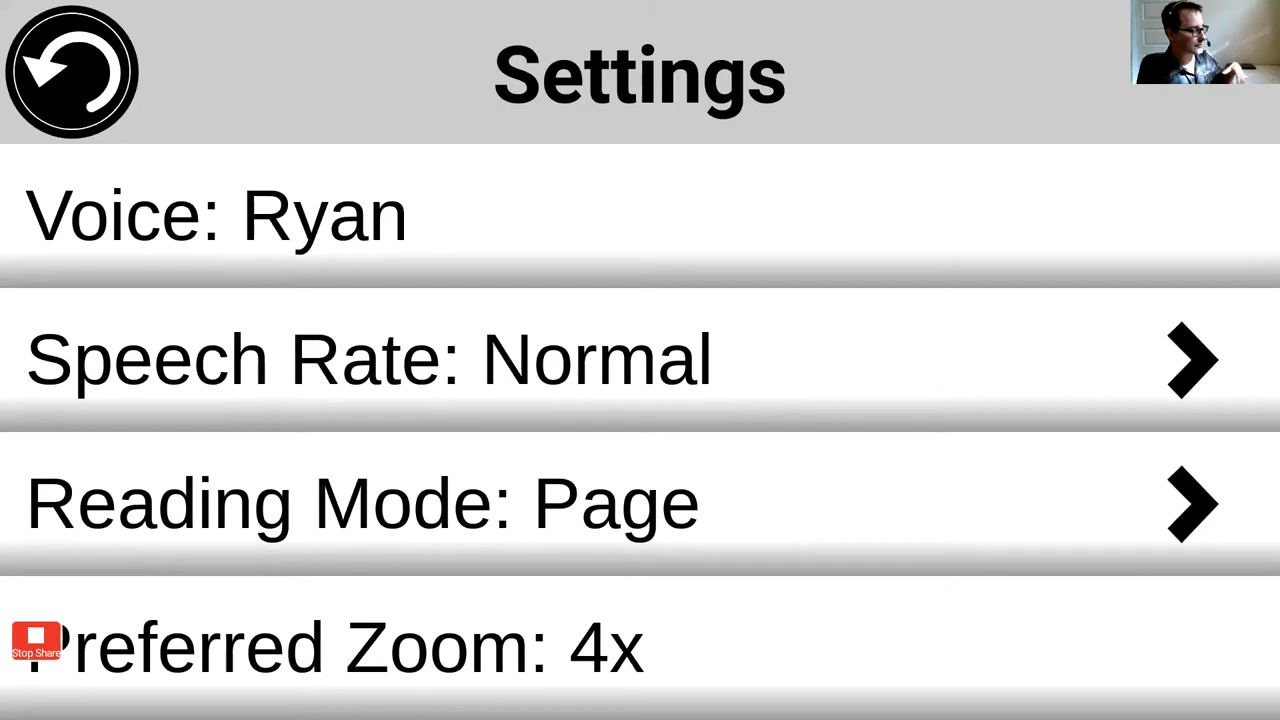 Settings
Voice: Ryan
Speech Rate: Normal
Reading Mode: Page
Preferred Zoom: 4x
Stop Share